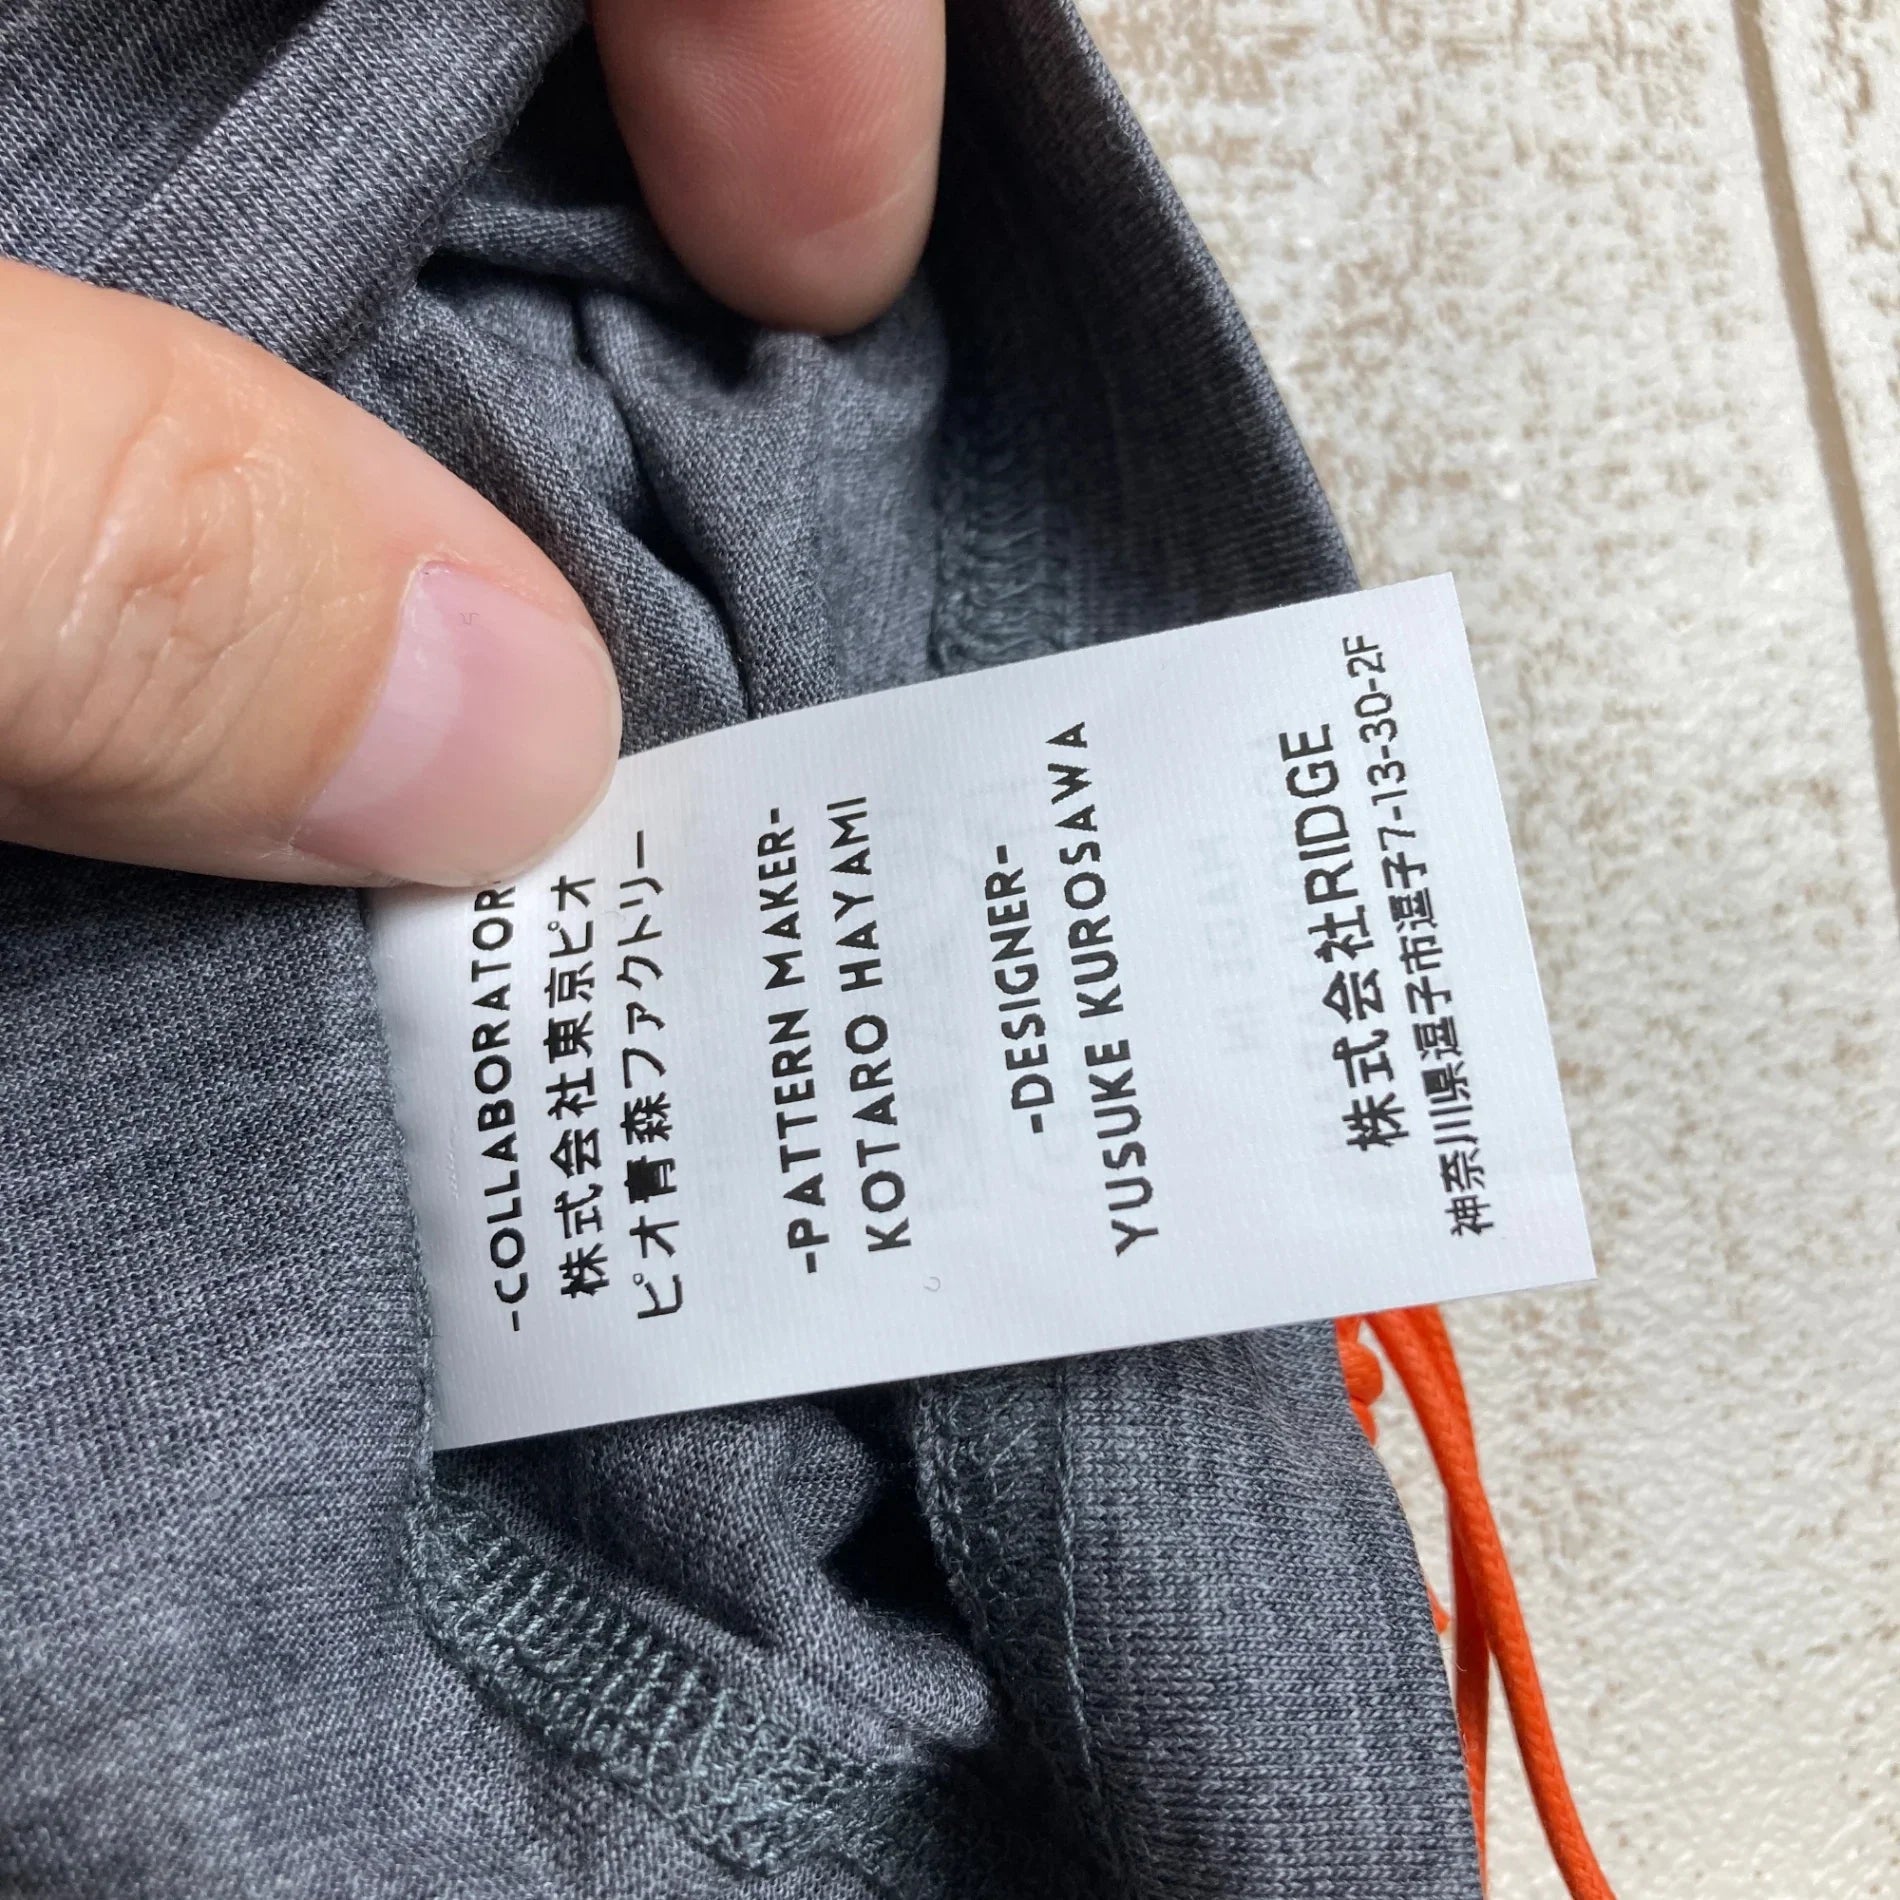 -COLLABORATOR
株式会社東京ピオ
ピオ青森ファクトリー
-PATTERN MAKER-
KOTARO HAYAMI
-DESIGNER-
YUSUKE KUROSAWA
株式会社RIDGE
神奈川県逗子市逗子7-13-30-2F